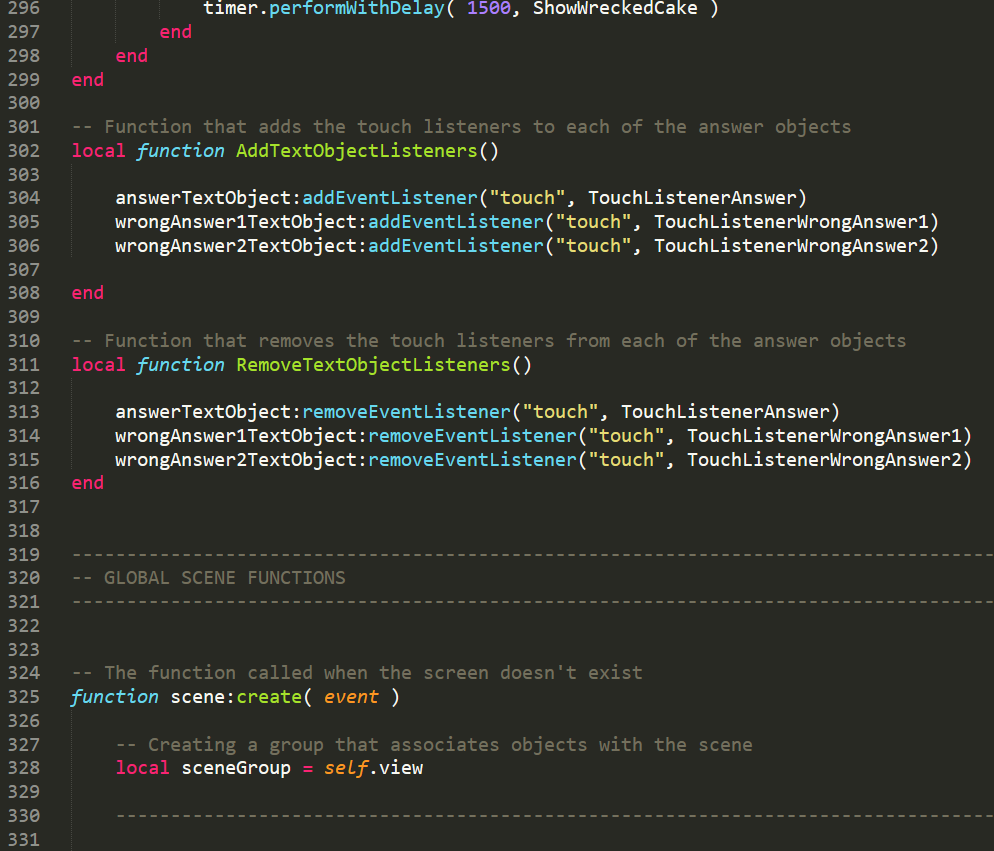 296 timer.performWithDelay( 1500, ShowWreckedCake )
297 end
298 end
299 end
300
301 -- Function that adds the touch listeners to each of the answer objects
302 local function AddTextObjectListeners()
303
304 answerTextObject:addEventListener("touch", TouchListenerAnswer)
305 wrongAnswer1TextObject:addEventListener("touch", TouchListenerWrongAnswer1)
306 wrongAnswer2TextObject:addEventListener("touch", TouchListenerWrongAnswer2)
307
308 end
309
310 -- Function that removes the touch listeners from each of the answer objects
311 local function RemoveTextObjectListeners()
312
313 answerTextObject:removeEventListener("touch", TouchListenerAnswer)
314 wrongAnswer1TextObject:removeEventListener("touch", TouchListenerWrongAnswer1)
315 wrongAnswer2TextObject:removeEventListener("touch", TouchListenerWrongAnswer2)
316 end
317
318
319 ------------------------------------------------------------------------------------
320 -- GLOBAL SCENE FUNCTIONS
321 ------------------------------------------------------------------------------------
322
323
324 -- The function called when the screen doesn't exist
325 function scene:create( event )
326
327 -- Creating a group that associates objects with the scene
328 local sceneGroup = self.view
329
330 --------------------------------------------------------------------------------
331